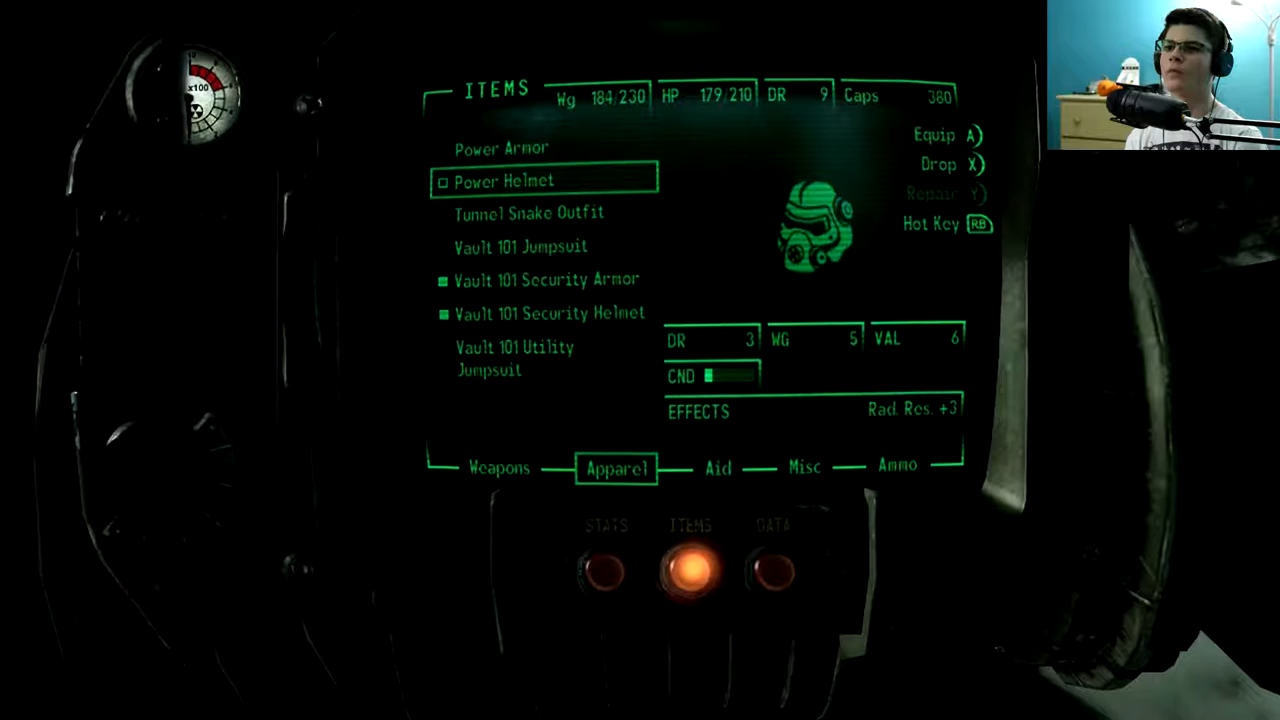 x100
ITEMS Wg 184/230 HP 179/210 DR 9 Caps 380
Equip A)
Drop X)
Repair Y)
Hot Key RB
Power Armor
Power Helmet
Tunnel Snake Outfit
Vault 101 Jumpsuit
Vault 101 Security Armor
Vault 101 Security Helmet
Vault 101 Utility
Jumpsuit
DR 3 WG 5 VAL 6
CND
EFFECTS Rad. Res. +3
Weapons Apparel Aid Misc Ammo
STATS ITEMS DATA